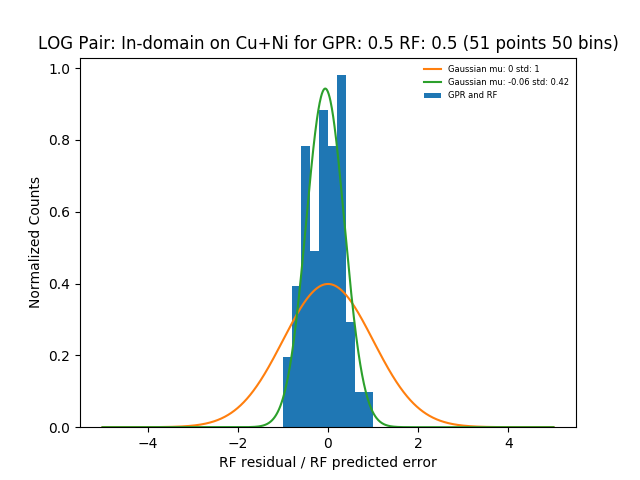 LOG Pair: In-domain on Cu+Ni for GPR: 0.5 RF: 0.5 (51 points 50 bins)
Gaussian mu: 0 std: 1
Gaussian mu: -0.06 std: 0.42
GPR and RF
Normalized Counts
1.0
0.8
0.6
0.4
0.2
0.0
−4 −2 0 2 4
RF residual / RF predicted error